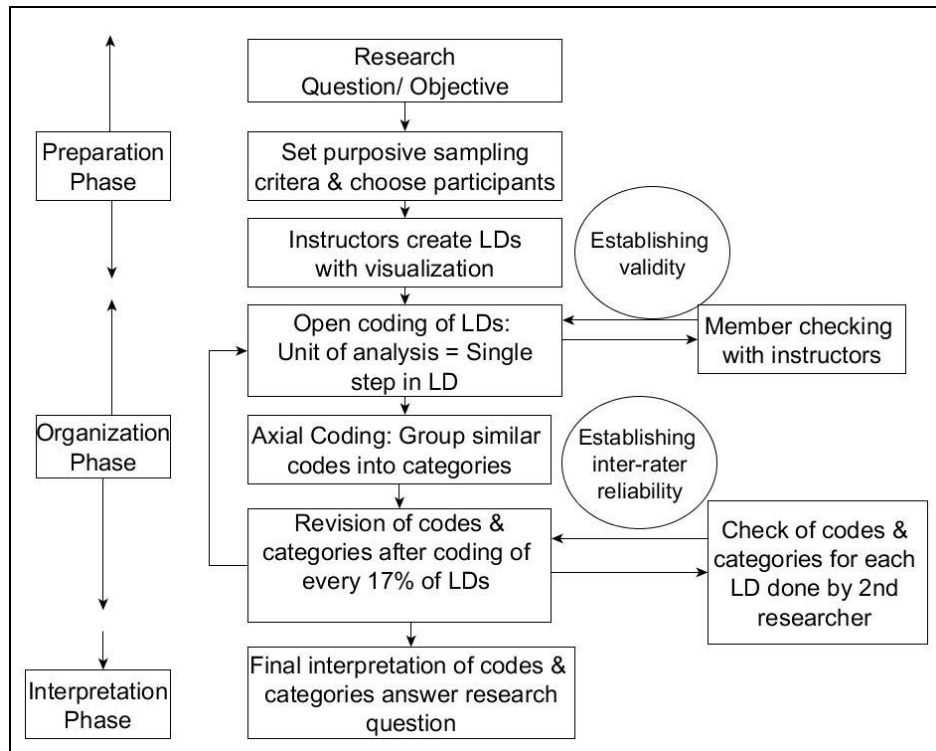 Research
Question/ Objective
Preparation
Phase
Set purposive sampling
critera & choose participants
Instructors create LDs
with visualization
Establishing
validity
Open coding of LDs:
Unit of analysis = Single
step in LD
Member checking
with instructors
Organization
Phase
Axial Coding: Group similar
codes into categories
Establishing
inter-rater
reliability
Revision of codes &
categories after coding of
every 17% of LDs
Check of codes &
categories for each
LD done by 2nd
researcher
Interpretation
Phase
Final interpretation of codes &
categories answer research
question